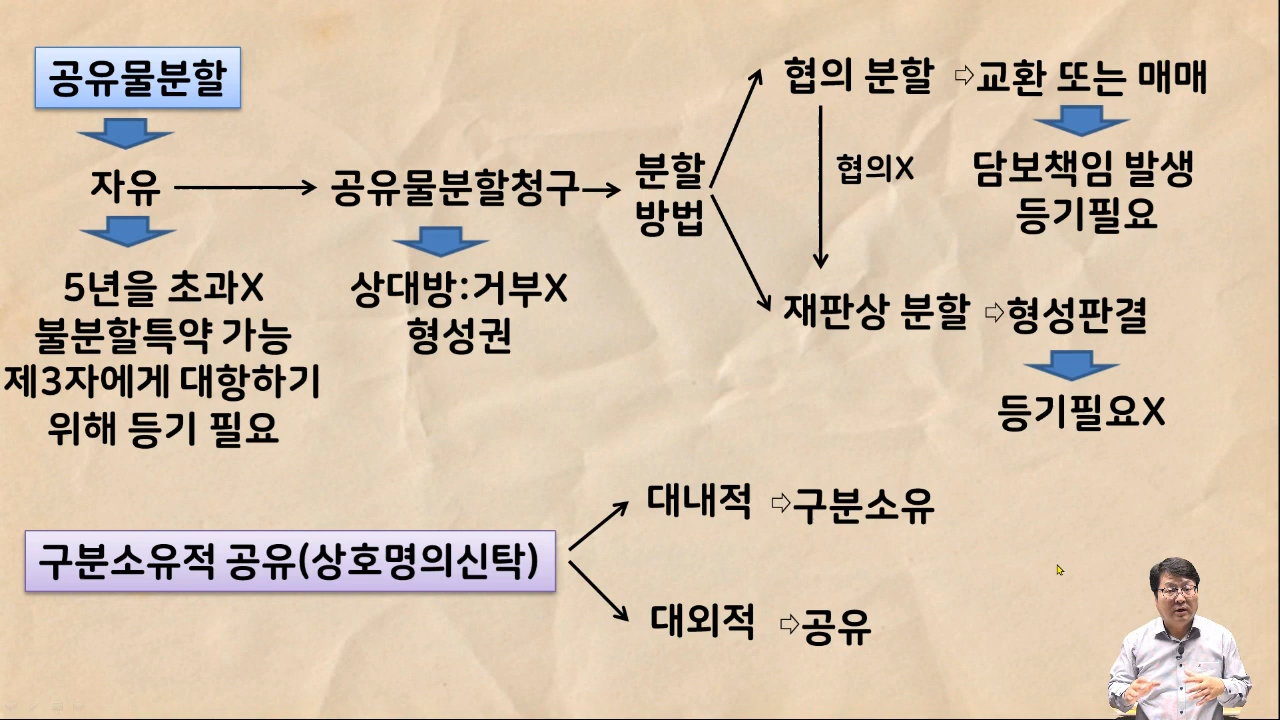 공유물분할
자유
5년을 초과X
불분할특약 가능
제3자에게 대항하기
위해 등기 필요
공유물분할청구
상대방:거부X
형성권
분할
방법
협의 분할 ⇨교환 또는 매매
담보책임 발생
등기필요
협의X
재판상 분할 ⇨형성판결
등기필요X
구분소유적 공유(상호명의신탁)
대내적 ⇨구분소유
대외적 ⇨공유